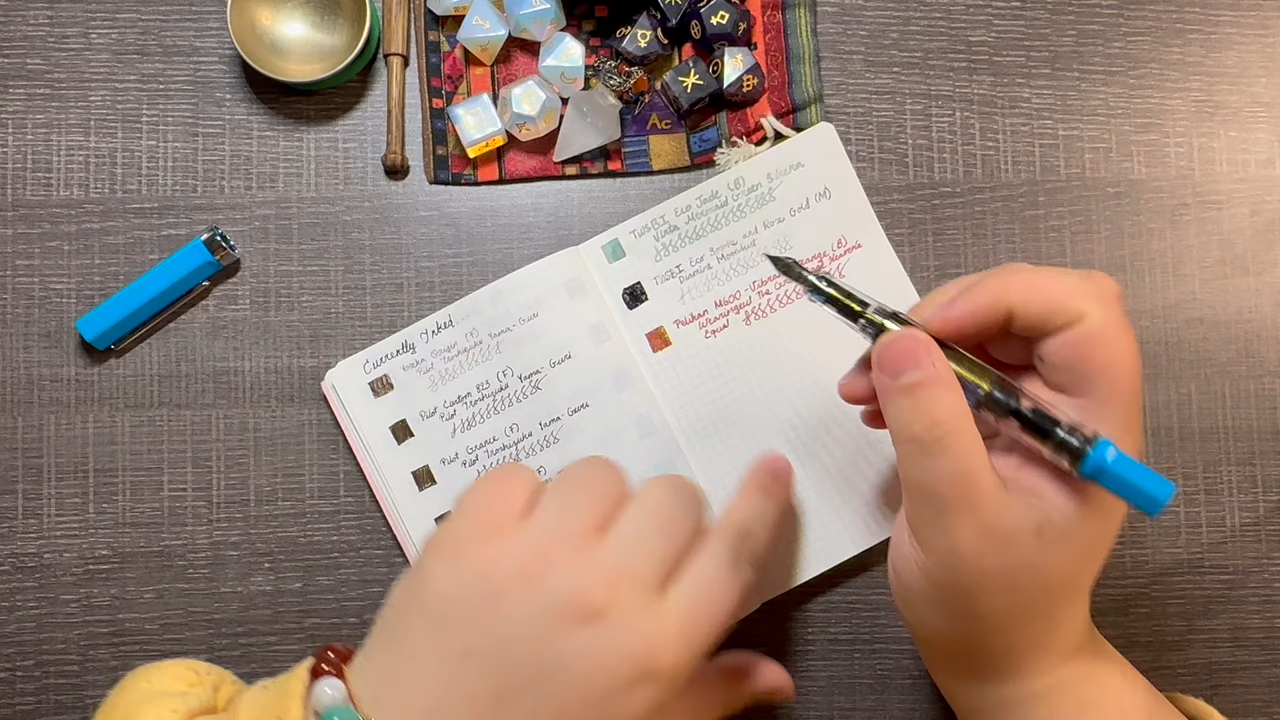 Currently Inked...
(F)
Pilot Iroshizuku Yama-Guri
Pilot Custom 823 (F)
Pilot Iroshizuku Yama-Guri
Pilot Grance (F)
Pilot Iroshizuku Yama-Guri
(F)
TWSBI Eco Jade (B)
Vinta Mermaid Green Sirena
TWSBI Eco Smoke and Rose Gold (M)
Diamine Moondust
Pelikan M600-Vibrant Orange (B)
Wearingeul The Great Heaven's
Equal
Ac